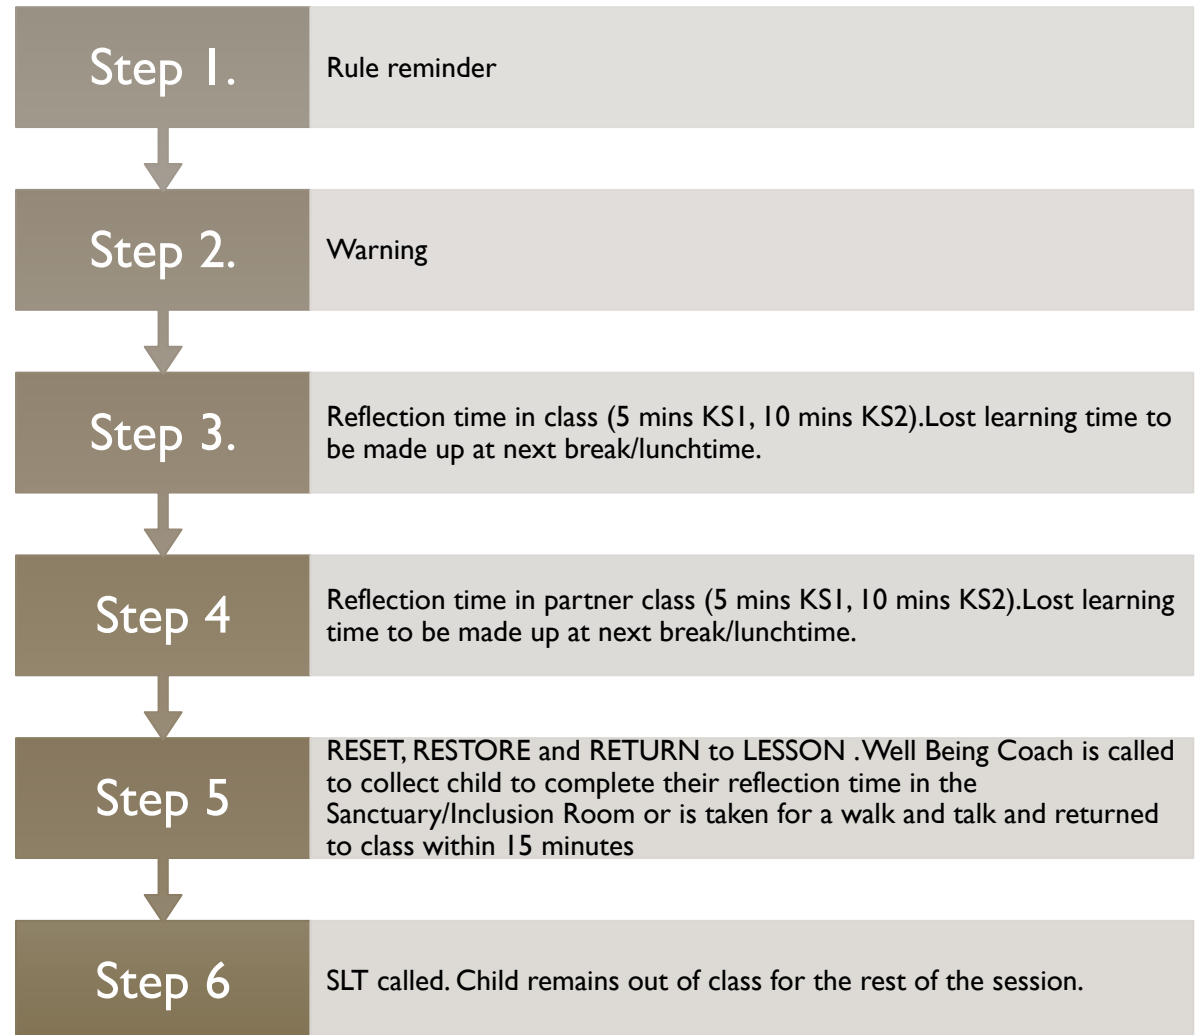 Step 1.
Rule reminder
Step 2.
Warning
Step 3.
Reflection time in class (5 mins KS1, 10 mins KS2).Lost learning time to
be made up at next break/lunchtime.
Step 4
Reflection time in partner class (5 mins KS1, 10 mins KS2).Lost learning
time to be made up at next break/lunchtime.
Step 5
RESET, RESTORE and RETURN to LESSON . Well Being Coach is called
to collect child to complete their reflection time in the
Sanctuary/Inclusion Room or is taken for a walk and talk and returned
to class within 15 minutes
Step 6
SLT called. Child remains out of class for the rest of the session.